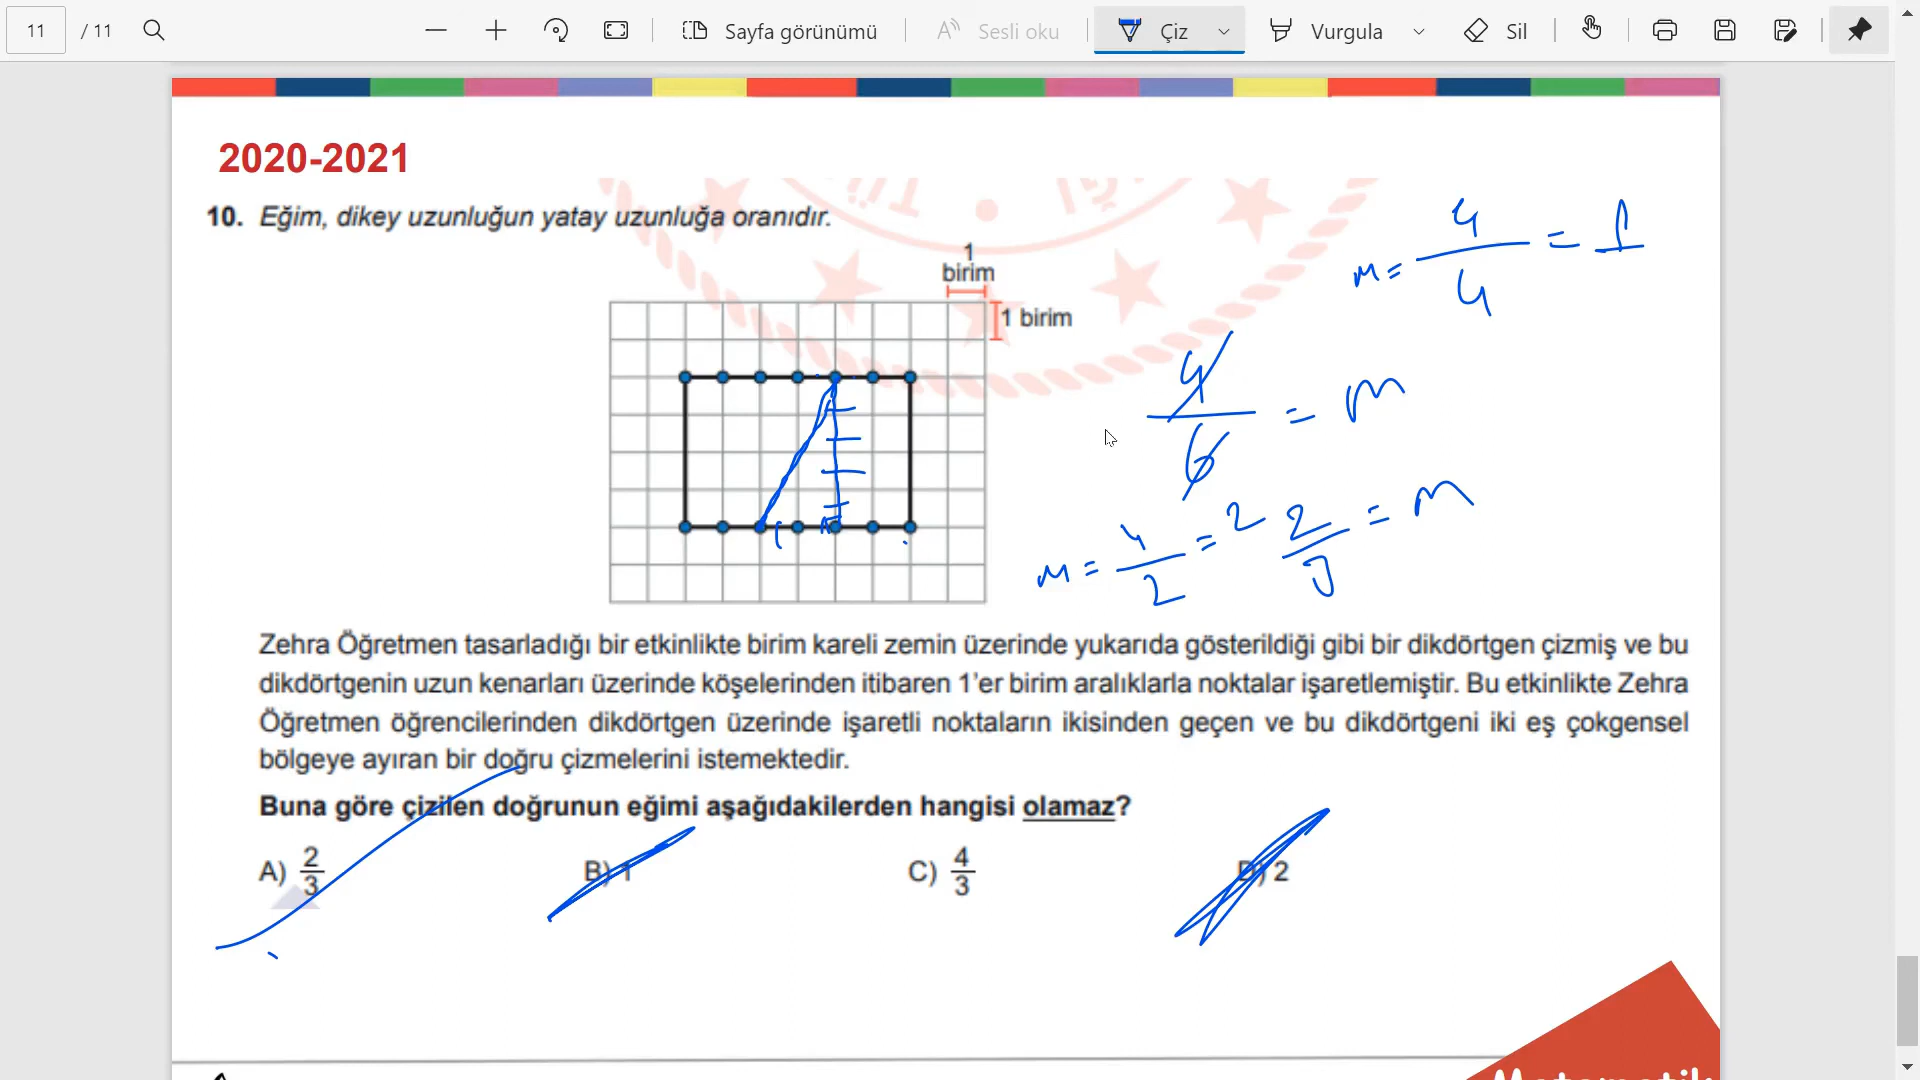 11 / 11 Sayfa görünümü Sesli oku Çiz Vurgula Sil
2020-2021
10. Eğim, dikey uzunluğun yatay uzunluğa oranıdır.
1
birim
1 birim
m = 4/4 = 1
4/6 = m
m = 4/2 = 2
2/3 = m
Zehra Öğretmen tasarladığı bir etkinlikte birim kareli zemin üzerinde yukarıda gösterildiği gibi bir dikdörtgen çizmiş ve bu
dikdörtgenin uzun kenarları üzerinde köşelerinden itibaren 1'er birim aralıklarla noktalar işaretlemiştir. Bu etkinlikte Zehra
Öğretmen öğrencilerinden dikdörtgen üzerinde işaretli noktaların ikisinden geçen ve bu dikdörtgeni iki eş çokgensel
bölgeye ayıran bir doğru çizmelerini istemektedir.
Buna göre çizilen doğrunun eğimi aşağıdakilerden hangisi olamaz?
A) 2/3 B) 1 C) 4/3 D) 2
Matematik